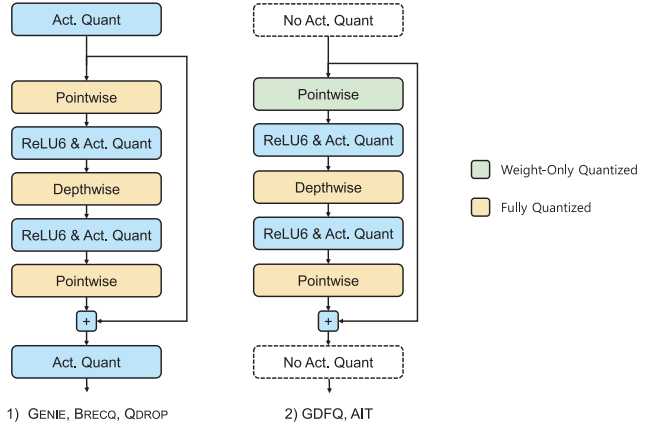 Act. Quant
Pointwise
ReLU6 & Act. Quant
Depthwise
ReLU6 & Act. Quant
Pointwise
+
Act. Quant
1) GENIE, BRECQ, QDROP
No Act. Quant
Pointwise
ReLU6 & Act. Quant
Depthwise
ReLU6 & Act. Quant
Pointwise
+
No Act. Quant
2) GDFQ, AIT
Weight-Only Quantized
Fully Quantized